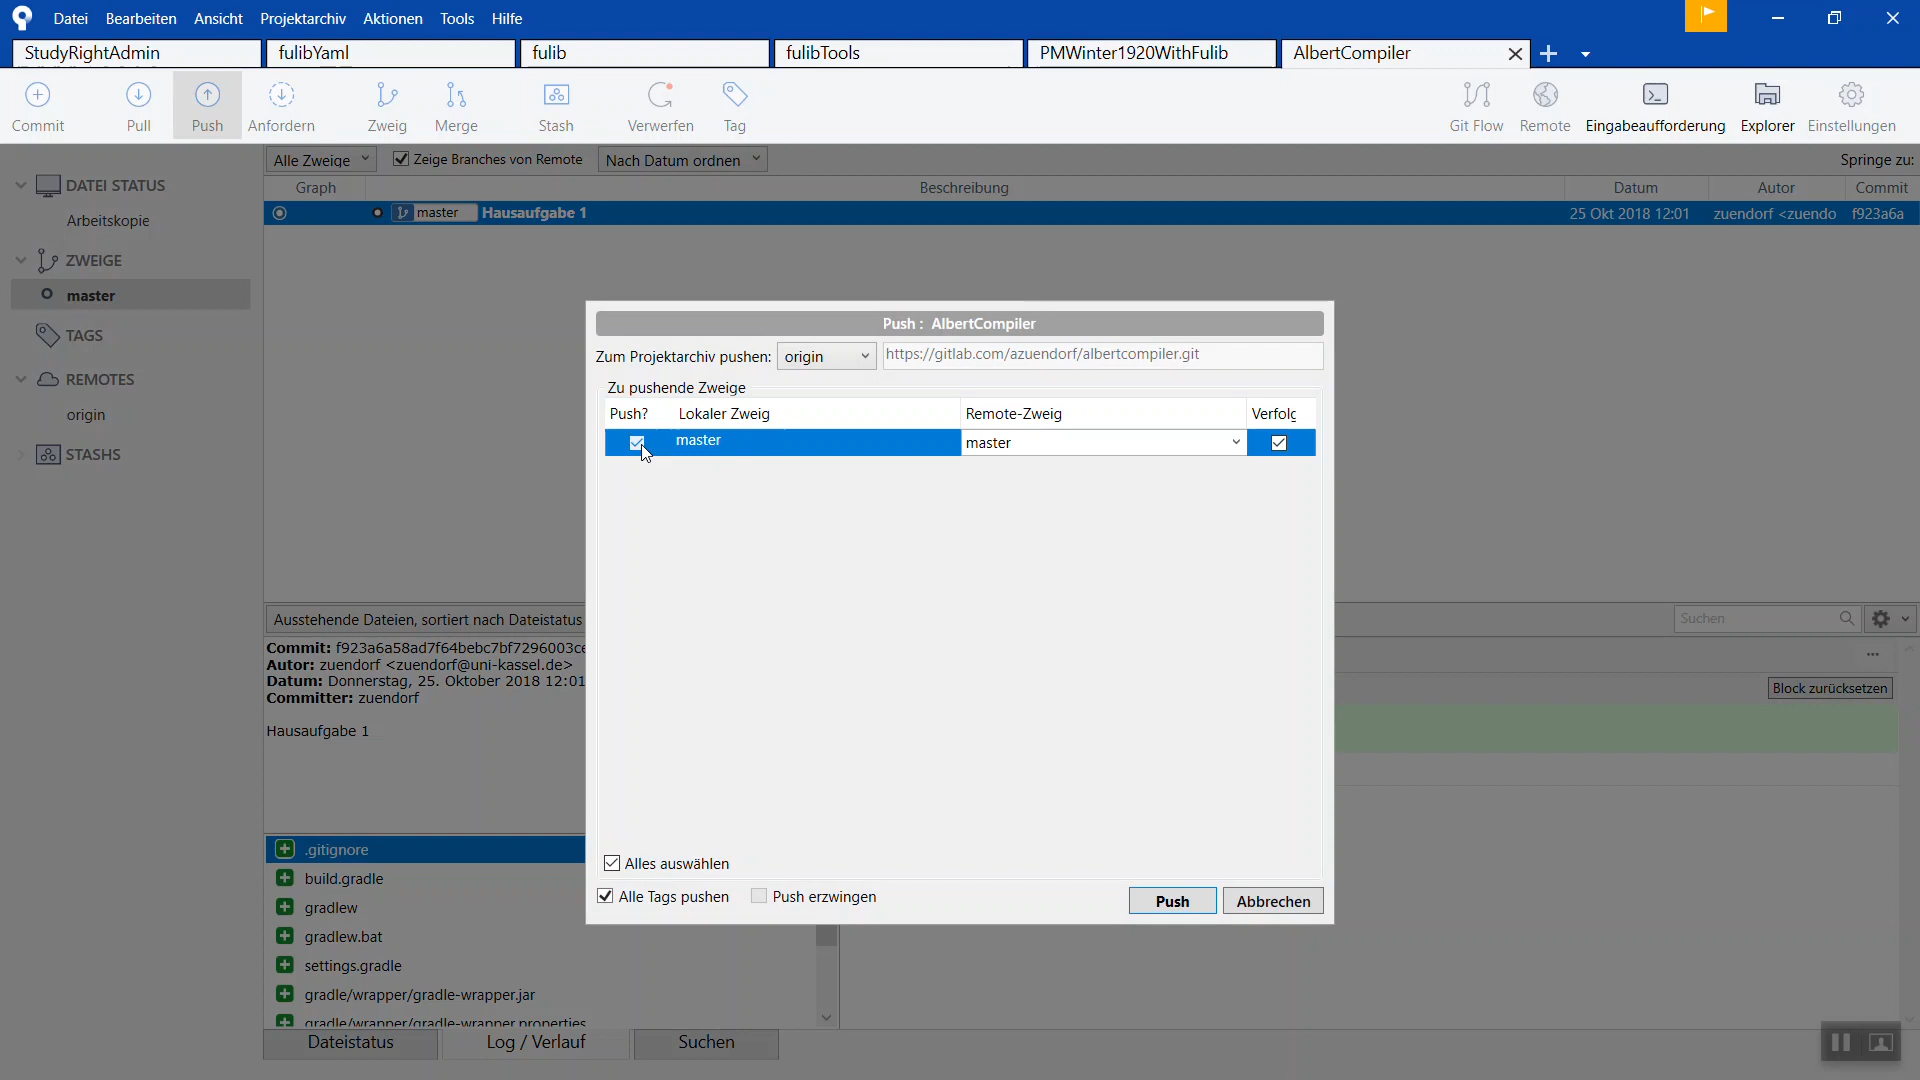 Datei Bearbeiten Ansicht Projektarchiv Aktionen Tools Hilfe
StudyRightAdmin fulibYaml fulib fulibTools PMWinter1920WithFulib AlbertCompiler
Commit Pull Push Anfordern Zweig Merge Stash Verwerfen Tag Git Flow Remote Eingabeaufforderung Explorer Einstellungen
Alle Zweige Zeige Branches von Remote Nach Datum ordnen Springe zu:
Graph Beschreibung Datum Autor Commit
master Hausaufgabe 1 25 Okt 2018 12:01 zuendorf <zuendo f923a6a
DATEI STATUS
Arbeitskopie
ZWEIGE
master
TAGS
REMOTES
origin
STASHS
Push : AlbertCompiler
Zum Projektarchiv pushen: origin https://gitlab.com/azuendorf/albertcompiler.git
Zu pushende Zweige
Push? Lokaler Zweig Remote-Zweig Verfolg
master master
Alles auswählen
Alle Tags pushen Push erzwingen Push Abbrechen
Ausstehende Dateien, sortiert nach Dateistatus Suchen
Commit: f923a6a58ad7f64bebc7bf7296003ce
Autor: zuendorf <zuendorf@uni-kassel.de>
Datum: Donnerstag, 25. Oktober 2018 12:01
Committer: zuendorf
Hausaufgabe 1
Block zurücksetzen
.gitignore
build.gradle
gradlew
gradlew.bat
settings.gradle
gradle/wrapper/gradle-wrapper.jar
gradle/wrapper/gradle-wrapper.properties
Dateistatus Log / Verlauf Suchen